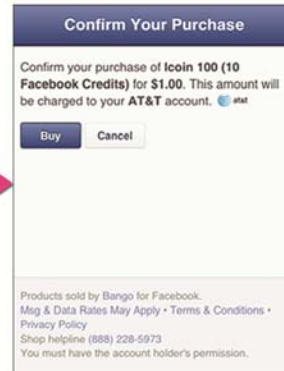 Confirm Your Purchase
Confirm your purchase of Icoin 100 (10
Facebook Credits) for $1.00. This amount will
be charged to your AT&T account. at&t
Buy Cancel
Products sold by Bango for Facebook.
Msg & Data Rates May Apply • Terms & Conditions •
Privacy Policy
Shop helpline (888) 228-5973
You must have the account holder's permission.